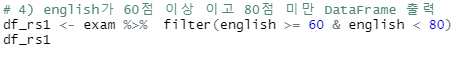 # 4) english가 60점 이상 이고 80점 미만 DataFrame 출력
df_rs1 <- exam %>%  filter(english >= 60 & english < 80)
df_rs1